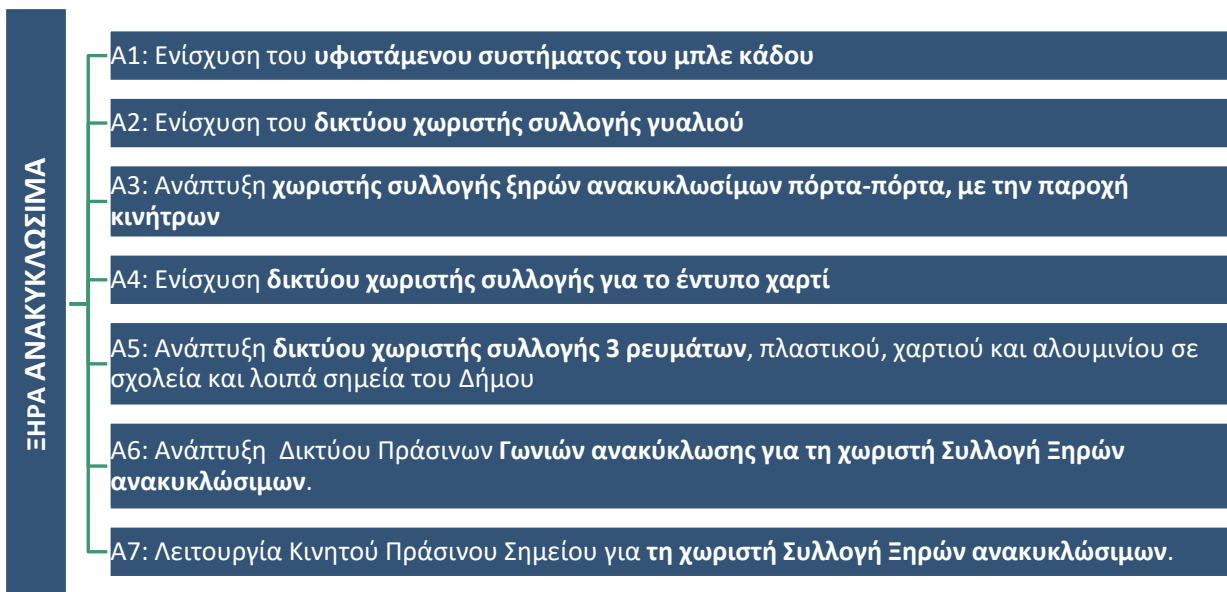 ΞΗΡΑ ΑΝΑΚΥΚΛΩΣΙΜΑ
Α1: Ενίσχυση του υφιστάμενου συστήματος του μπλε κάδου
Α2: Ενίσχυση του δικτύου χωριστής συλλογής γυαλιού
Α3: Ανάπτυξη χωριστής συλλογής ξηρών ανακυκλωσίμων πόρτα-πόρτα, με την παροχή
κινήτρων
Α4: Ενίσχυση δικτύου χωριστής συλλογής για το έντυπο χαρτί
Α5: Ανάπτυξη δικτύου χωριστής συλλογής 3 ρευμάτων, πλαστικού, χαρτιού και αλουμινίου σε
σχολεία και λοιπά σημεία του Δήμου
Α6: Ανάπτυξη Δικτύου Πράσινων Γωνιών ανακύκλωσης για τη χωριστή Συλλογή Ξηρών
ανακυκλώσιμων.
Α7: Λειτουργία Κινητού Πράσινου Σημείου για τη χωριστή Συλλογή Ξηρών ανακυκλώσιμων.